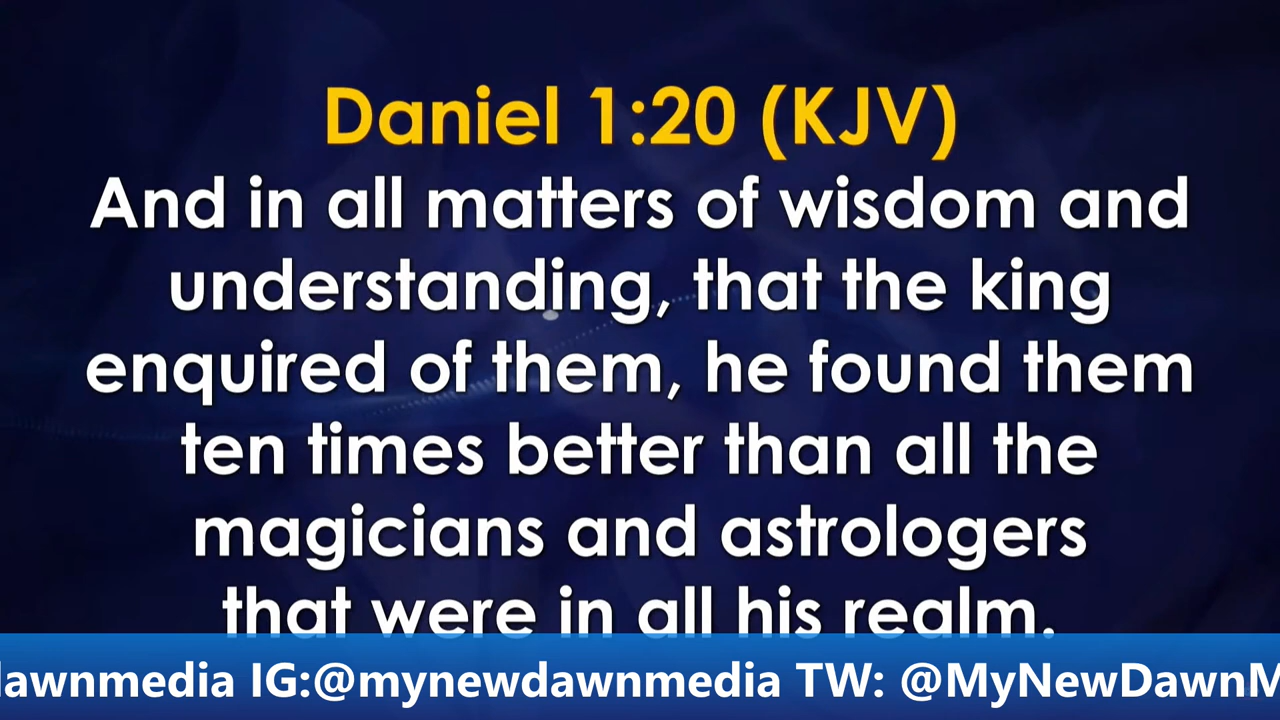 Daniel 1:20 (KJV)
And in all matters of wisdom and
understanding, that the king
enquired of them, he found them
ten times better than all the
magicians and astrologers
that were in all his realm.
awnmedia IG:@mynewdawnmedia TW: @MyNewDawnM